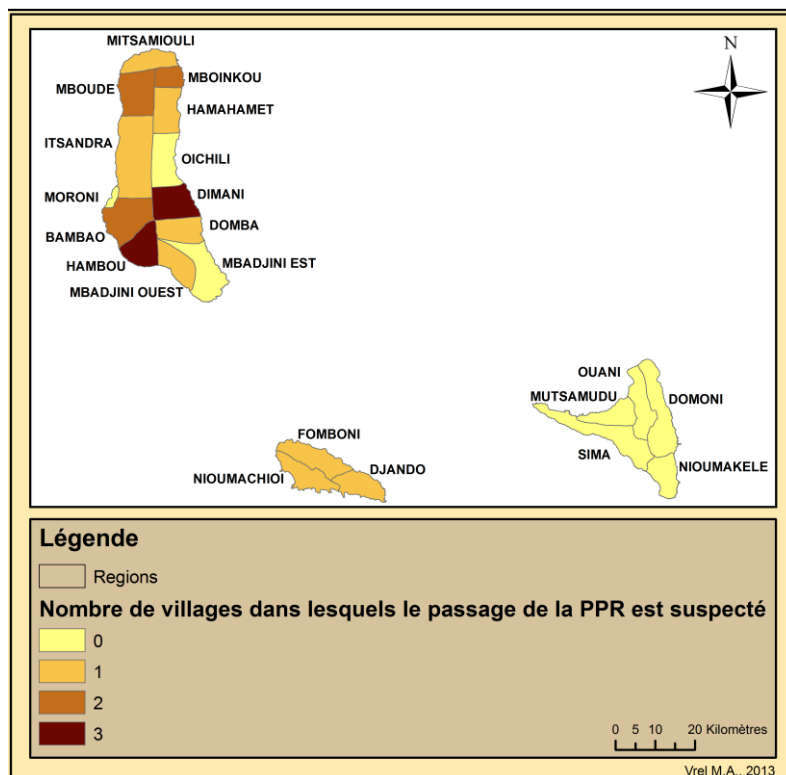 MITSAMIOULI
N
MBOINKOU
MBOUDE
HAMAHAMET
ITSANDRA
OICHILI
MORONI
DIMANI
DOMBA
BAMBAO
MBADJINI EST
HAMBOU
MBADJINI OUEST
OUANI
MUTSAMUDU
DOMONI
FOMBONI
SIMA
NIOUMAKELE
DJANDO
NIOUMACHIOI
Légende
Regions
Nombre de villages dans lesquels le passage de la PPR est suspecté
0
1
2
3
0 5 10 20 Kilomètres
Vrel M.A., 2013